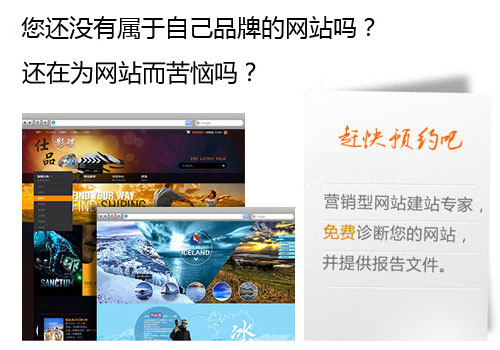 您还没有属于自己品牌的网站吗？
还在为网站而苦恼吗？
赶快预约吧
营销型网站建站专家，
免费诊断您的网站，
并提供报告文件。
仕品影院
THE LATEST FILM
FIND YOUR WAY
FIND SHIPING
SANCTUM
ICELAND
冰